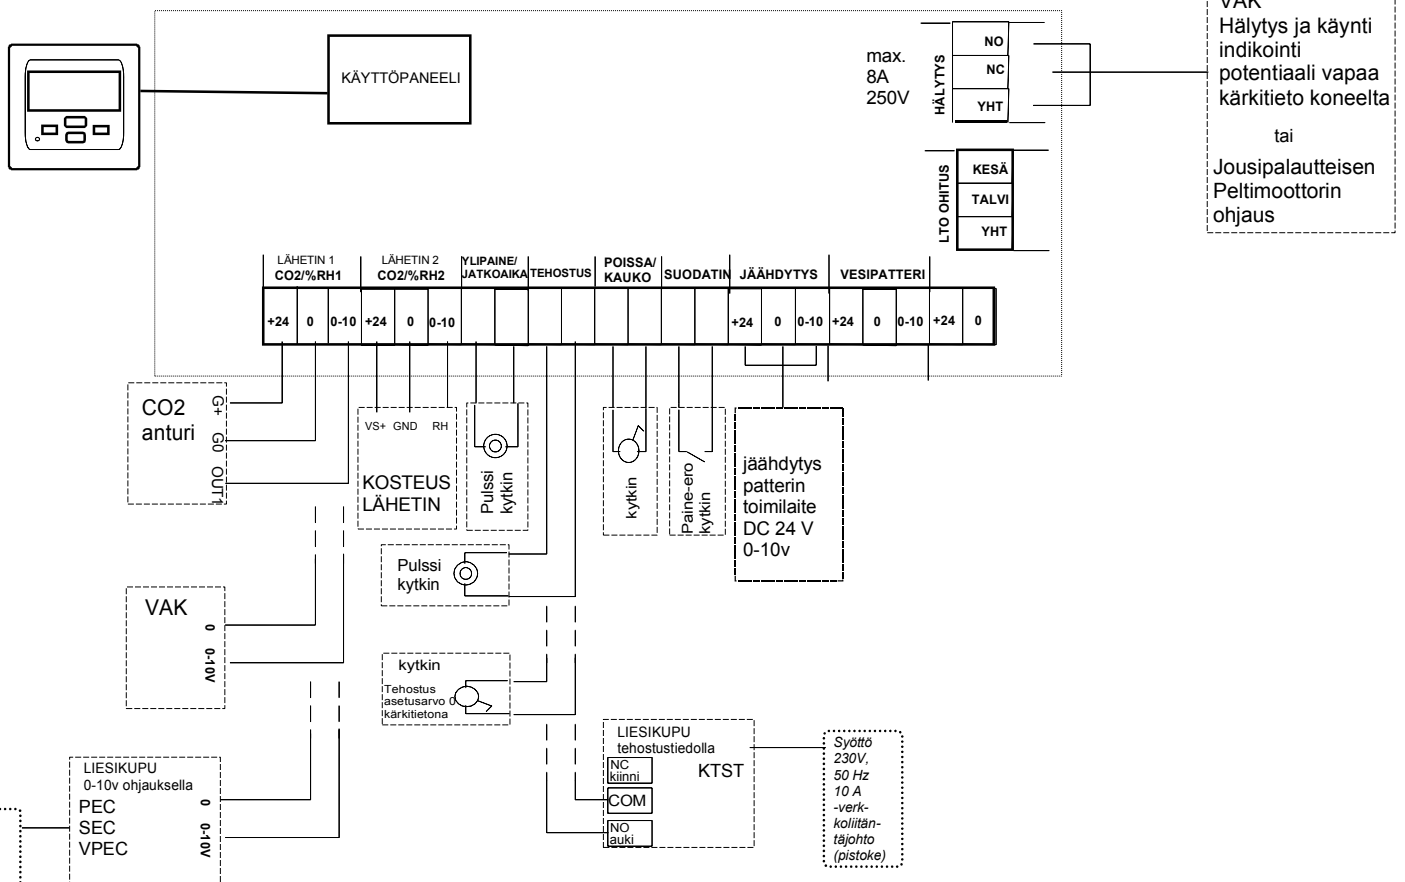 VAK
Hälytys ja käynti
indikointi
potentiaali vapaa
kärkitieto koneelta
tai
Jousipalautteisen
Peltimoottorin
ohjaus
KÄYTTÖPANEELI
max.
8A
250V
HÄLYTYS
NO
NC
YHT
LTO OHITUS
KESÄ
TALVI
YHT
LÄHETIN 1
CO2/%RH1
LÄHETIN 2
CO2/%RH2
YLIPAINE/
JATKOAIKA
TEHOSTUS
POISSA/
KAUKO
SUODATIN
JÄÄHDYTYS
VESIPATTERI
+24 0 0-10 +24 0 0-10 +24 0 0-10 +24 0 0-10 +24 0
CO2
anturi
G+
G0
OUT1
VS+ GND RH
KOSTEUS
LÄHETIN
Pulssi
kytkin
kytkin
Paine-ero
kytkin
jäähdytys
patterin
toimilaite
DC 24 V
0-10v
Pulssi
kytkin
VAK
0
0-10V
kytkin
Tehostus
asetusarvo 0
kärkitietona
LIESIKUPU
0-10v ohjauksella
PEC
SEC
VPEC
0
0-10V
LIESIKUPU
tehostustiedolla
KTST
NC
kiinni
COM
NO
auki
Syöttö
230V,
50 Hz
10 A
-verk-
koliitän-
täjohto
(pistoke)